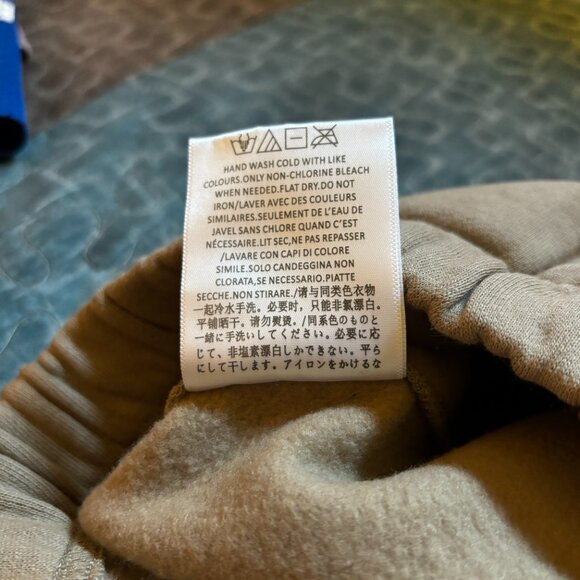 HAND WASH COLD WITH LIKE
COLOURS.ONLY NON-CHLORINE BLEACH
WHEN NEEDED.FLAT DRY.DO NOT
IRON/LAVER AVEC DES COULEURS
SIMILAIRES.SEULEMENT DE L'EAU DE
JAVEL SANS CHLORE QUAND C'EST
NÉCESSAIRE.LIT SEC,NE PAS REPASSER
/LAVARE CON CAPI DI COLORE
SIMILE.SOLO CANDEGGINA NON
CLORATA,SE NECESSARIO.PIATTE
SECCHE.NON STIRARE./请与同类色衣物
一起冷水手洗。必要时，只能非氯漂白。
平铺晒干。请勿熨烫。/同系色のものと
一緒に手洗いしてください。必要に応
じて、非塩素漂白しかできない。平ら
にして干します。アイロンをかけるな